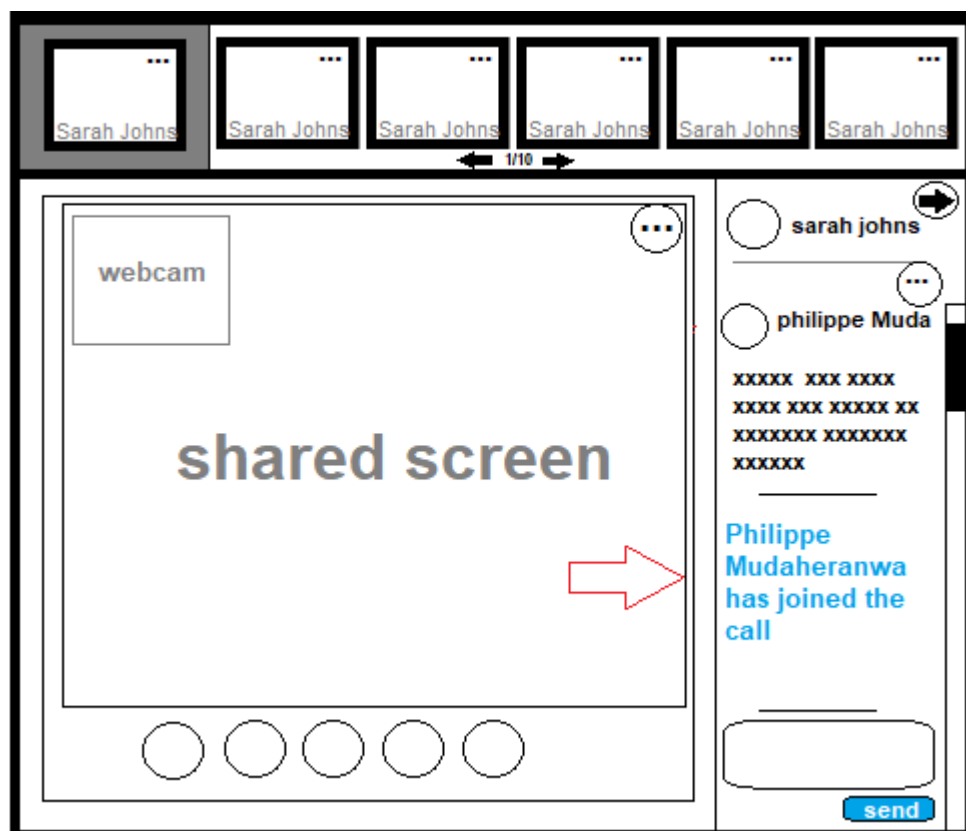 ... ... ... ... ... ...
Sarah Johns Sarah Johns Sarah Johns Sarah Johns Sarah Johns Sarah Johns
1/10
webcam
...
shared screen
sarah johns
...
philippe Muda
xxxxx xxx xxxx
xxxx xxx xxxxx xx
xxxxxxx xxxxxxx
xxxxxx
Philippe
Mudaheranwa
has joined the
call
send